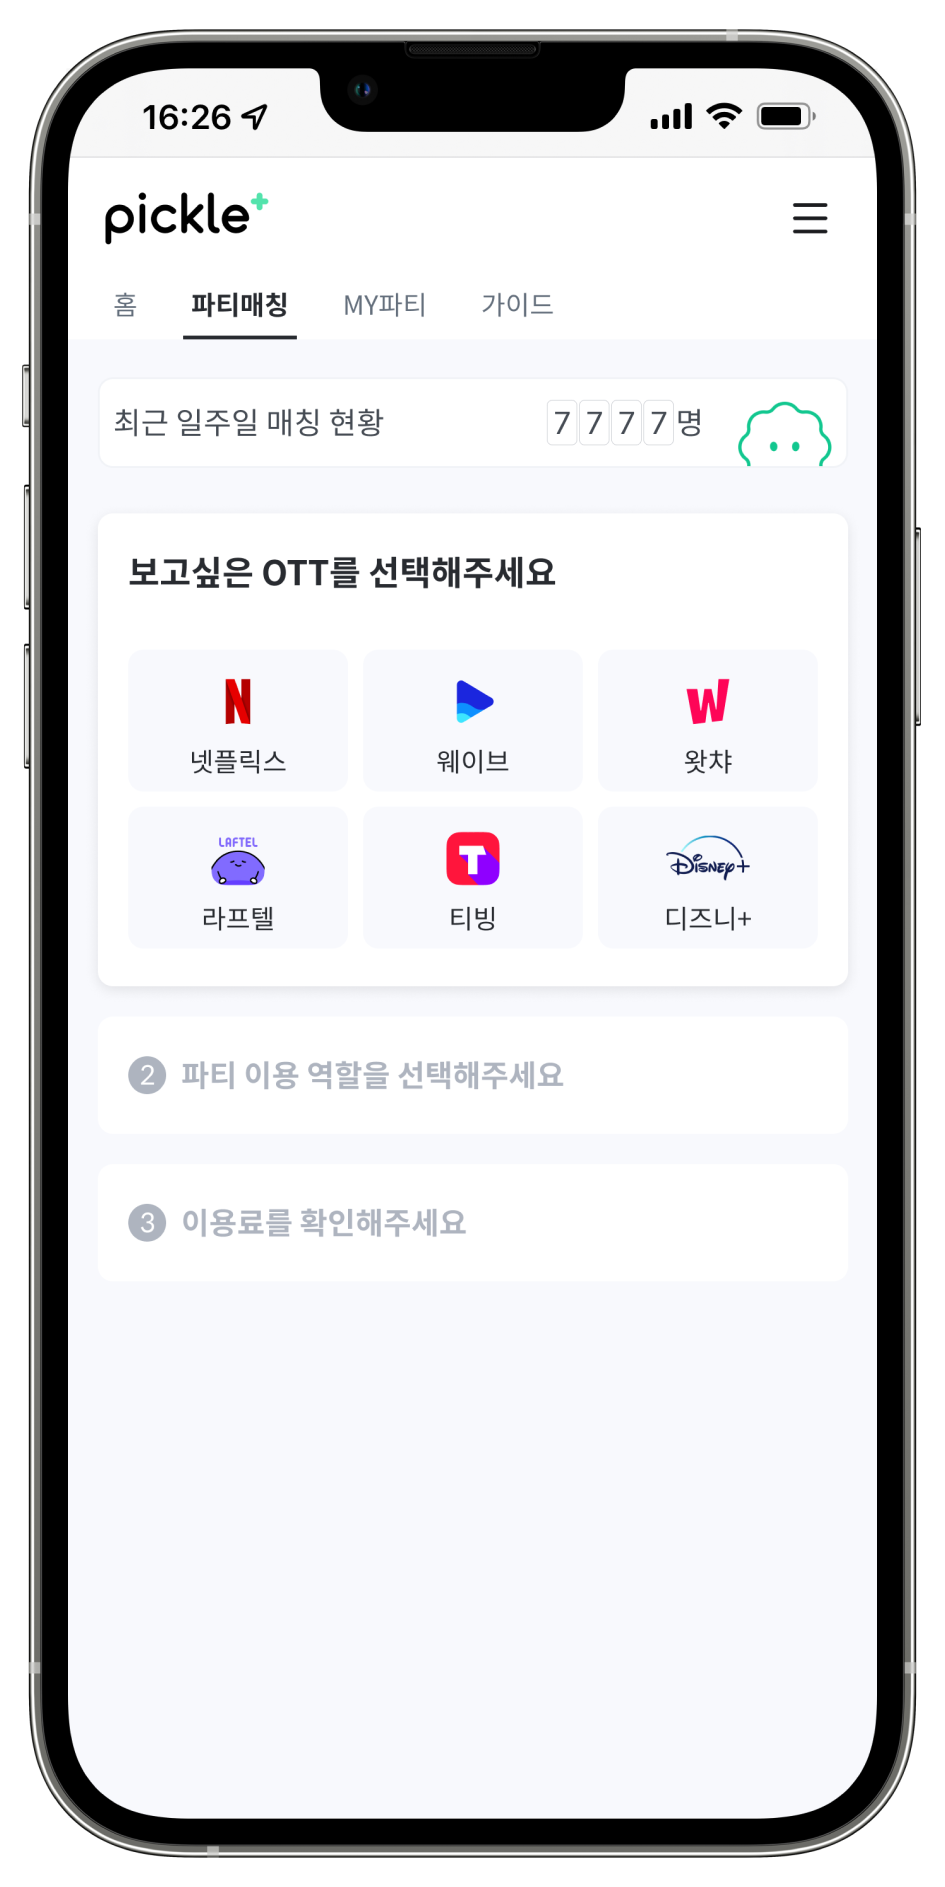 16:26
pickle+
홈 파티매칭 MY파티 가이드
최근 일주일 매칭 현황 7777명
보고싶은 OTT를 선택해주세요
N W
넷플릭스 웨이브 왓챠
LAFTEL T Disney+
라프텔 티빙 디즈니+
2 파티 이용 역할을 선택해주세요
3 이용료를 확인해주세요